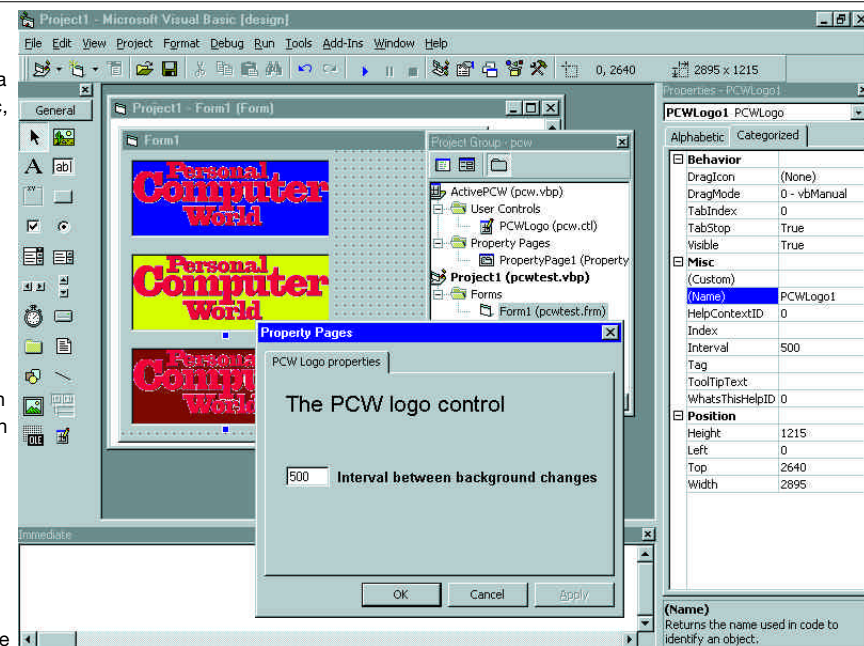 Project1 - Microsoft Visual Basic [design]
File Edit View Project Format Debug Run Tools Add-Ins Window Help
0, 2640
2895 x 1215
a
c,
n
n
e
General
A
ab|
xy
OLE
Project1 - Form1 (Form)
Form1
Personal
Computer
World
Personal
Computer
World
Personal
Comp
World
Project Group - pcw
ActivePCW (pcw.vbp)
User Controls
PCWLogo (pcw.ctl)
Property Pages
PropertyPage1 (Property
Project1 (pcwtest.vbp)
Forms
Form1 (pcwtest.frm)
Property Pages
PCW Logo properties
The PCW logo control
500 Interval between background changes
OK Cancel Apply
Immediate
Properties - PCWLogo1
PCWLogo1 PCWLogo
Alphabetic Categorized
Behavior
DragIcon (None)
DragMode 0 - vbManual
TabIndex 0
TabStop True
Visible True
Misc
(Custom)
(Name) PCWLogo1
HelpContextID 0
Index
Interval 500
Tag
ToolTipText
WhatsThisHelpID 0
Position
Height 1215
Left 0
Top 2640
Width 2895
(Name)
Returns the name used in code to
identify an object.